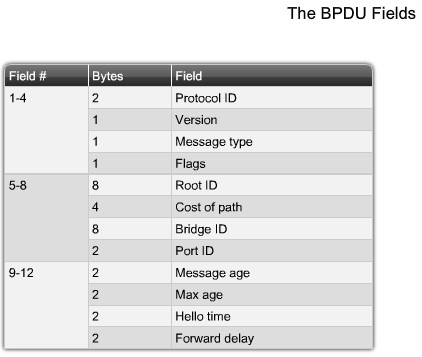 The BPDU Fields
Field # Bytes Field
1-4 2 Protocol ID
1 Version
1 Message type
1 Flags
5-8 8 Root ID
4 Cost of path
8 Bridge ID
2 Port ID
9-12 2 Message age
2 Max age
2 Hello time
2 Forward delay